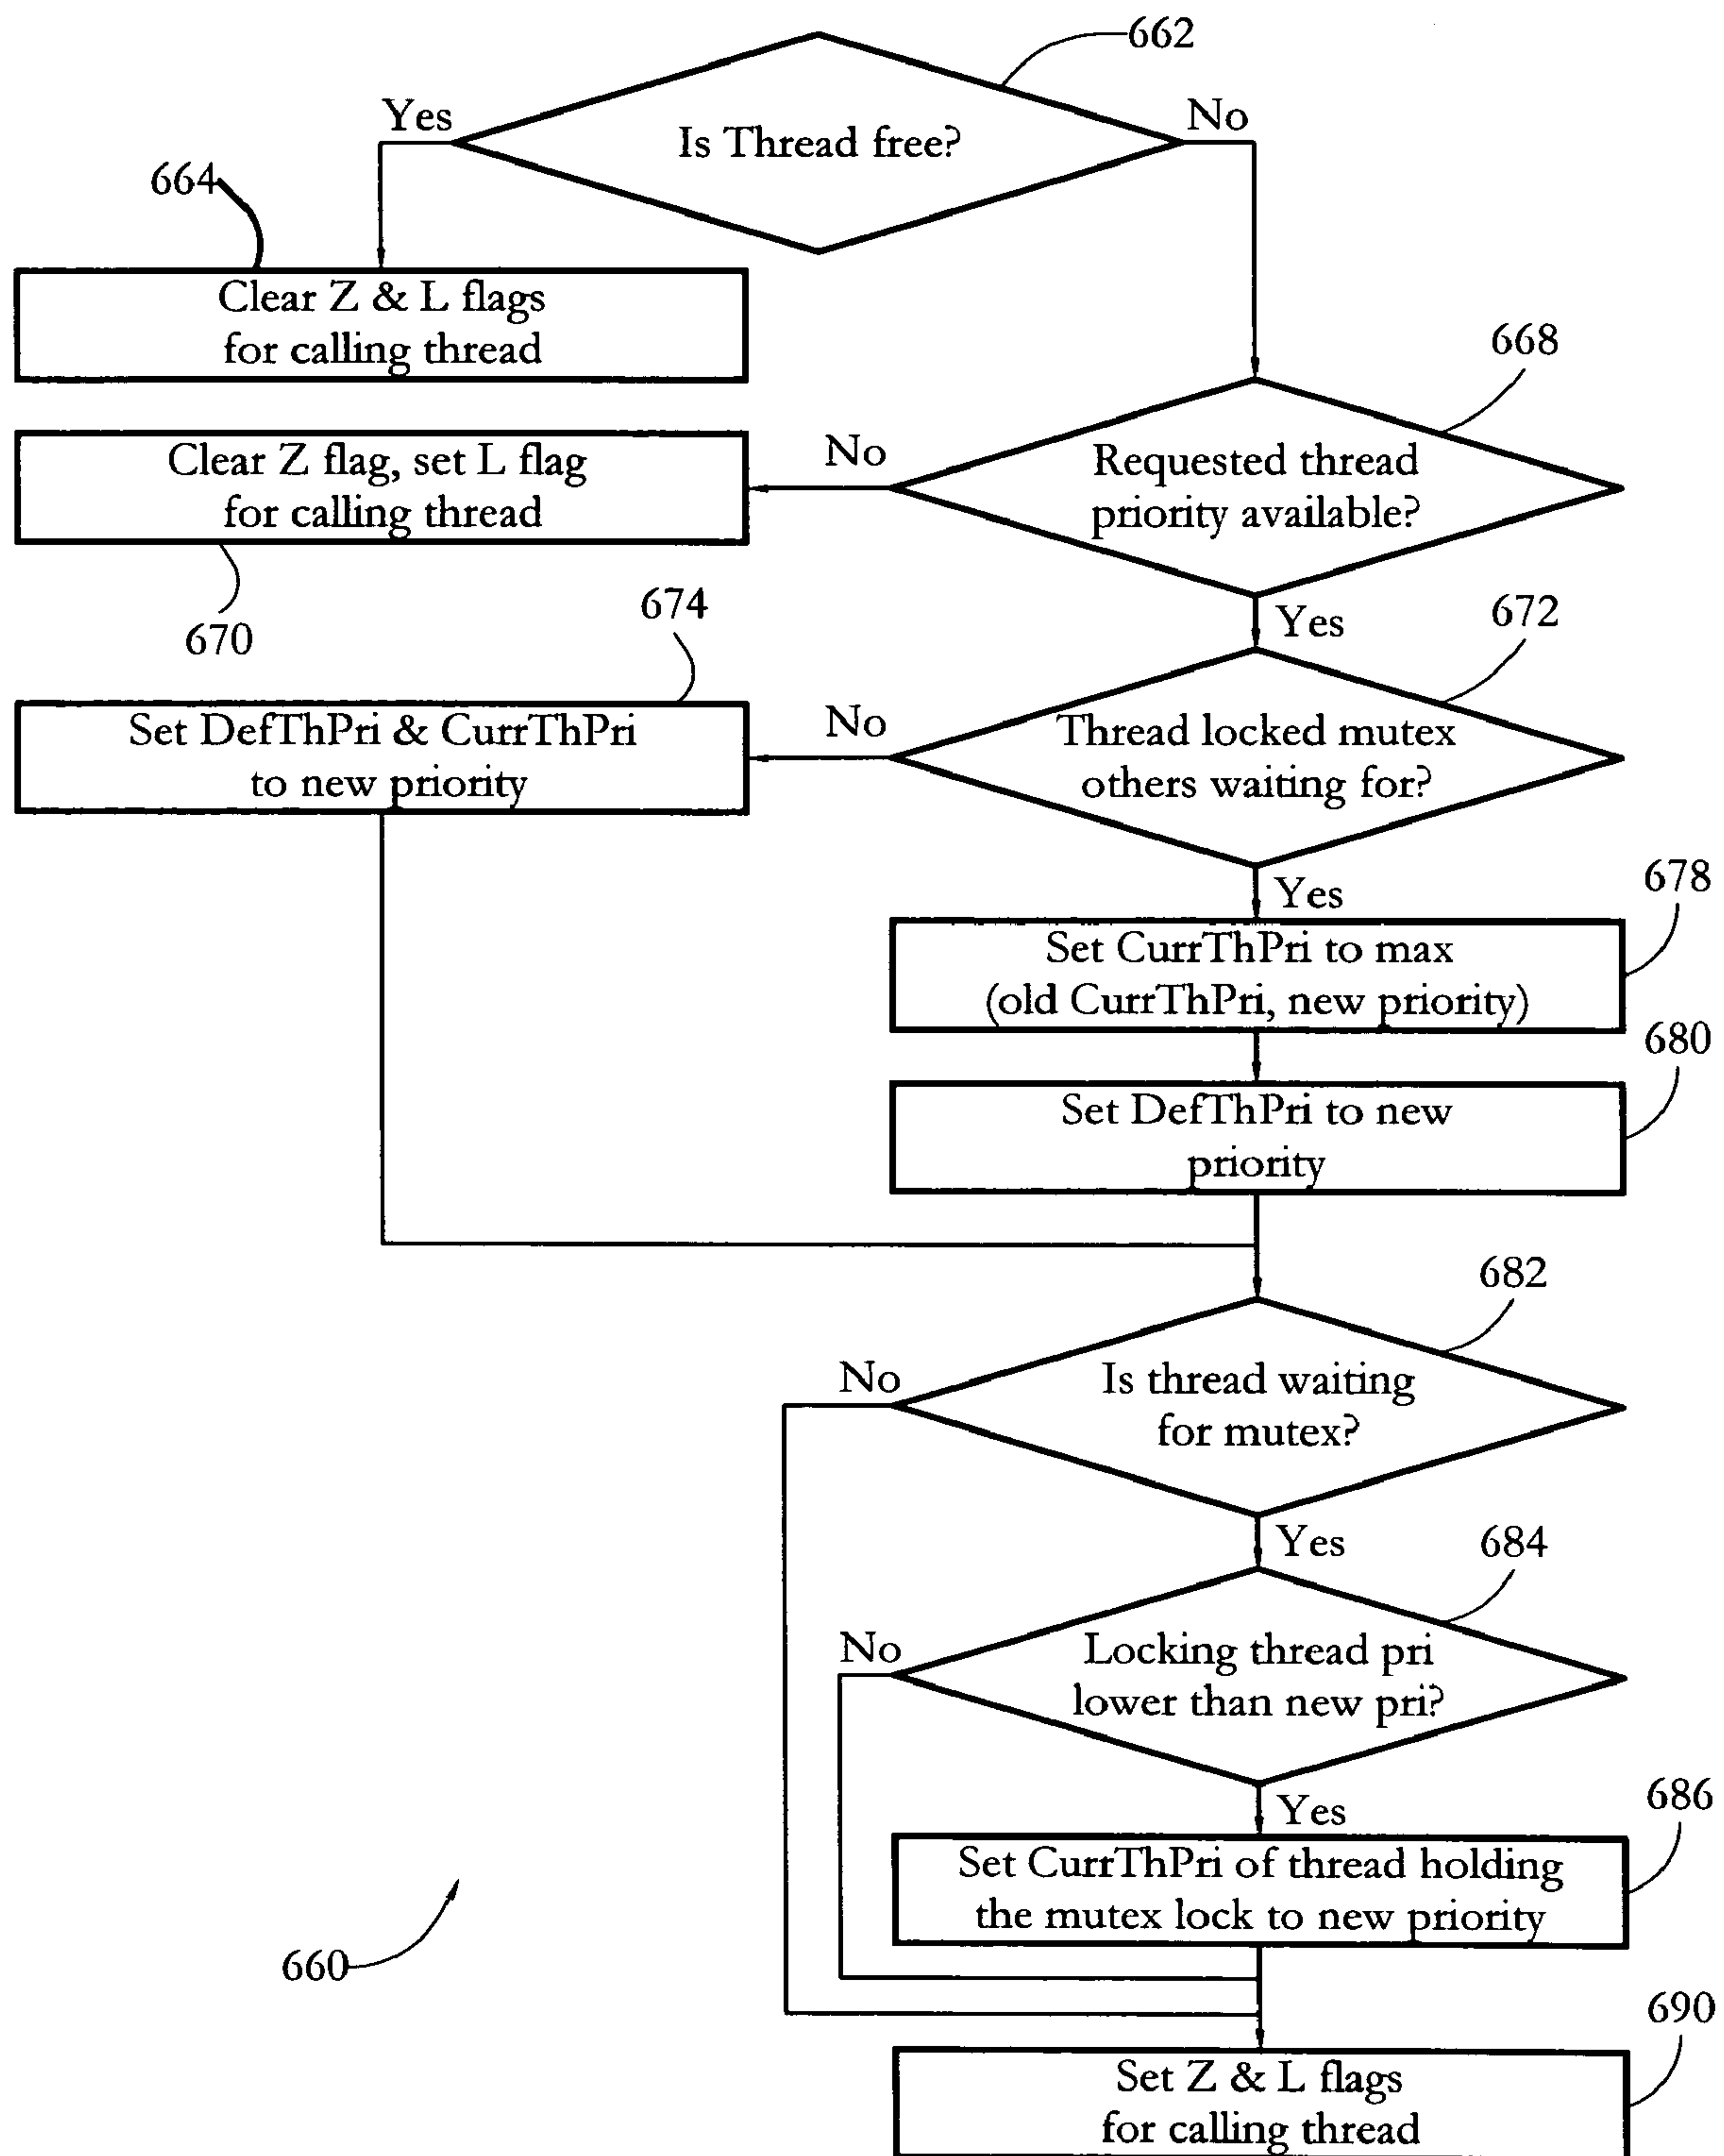 662
Yes
No
Is Thread free?
664
Clear Z & L flags
for calling thread
668
Clear Z flag, set L flag
for calling thread
No
Requested thread
priority available?
670
674
Yes
672
Set DefThPri & CurrThPri
to new priority
No
Thread locked mutex
others waiting for?
Yes
678
Set CurrThPri to max
(old CurrThPri, new priority)
680
Set DefThPri to new
priority
682
No
Is thread waiting
for mutex?
Yes
684
No
Locking thread pri
lower than new pri?
Yes
686
Set CurrThPri of thread holding
the mutex lock to new priority
660
690
Set Z & L flags
for calling thread